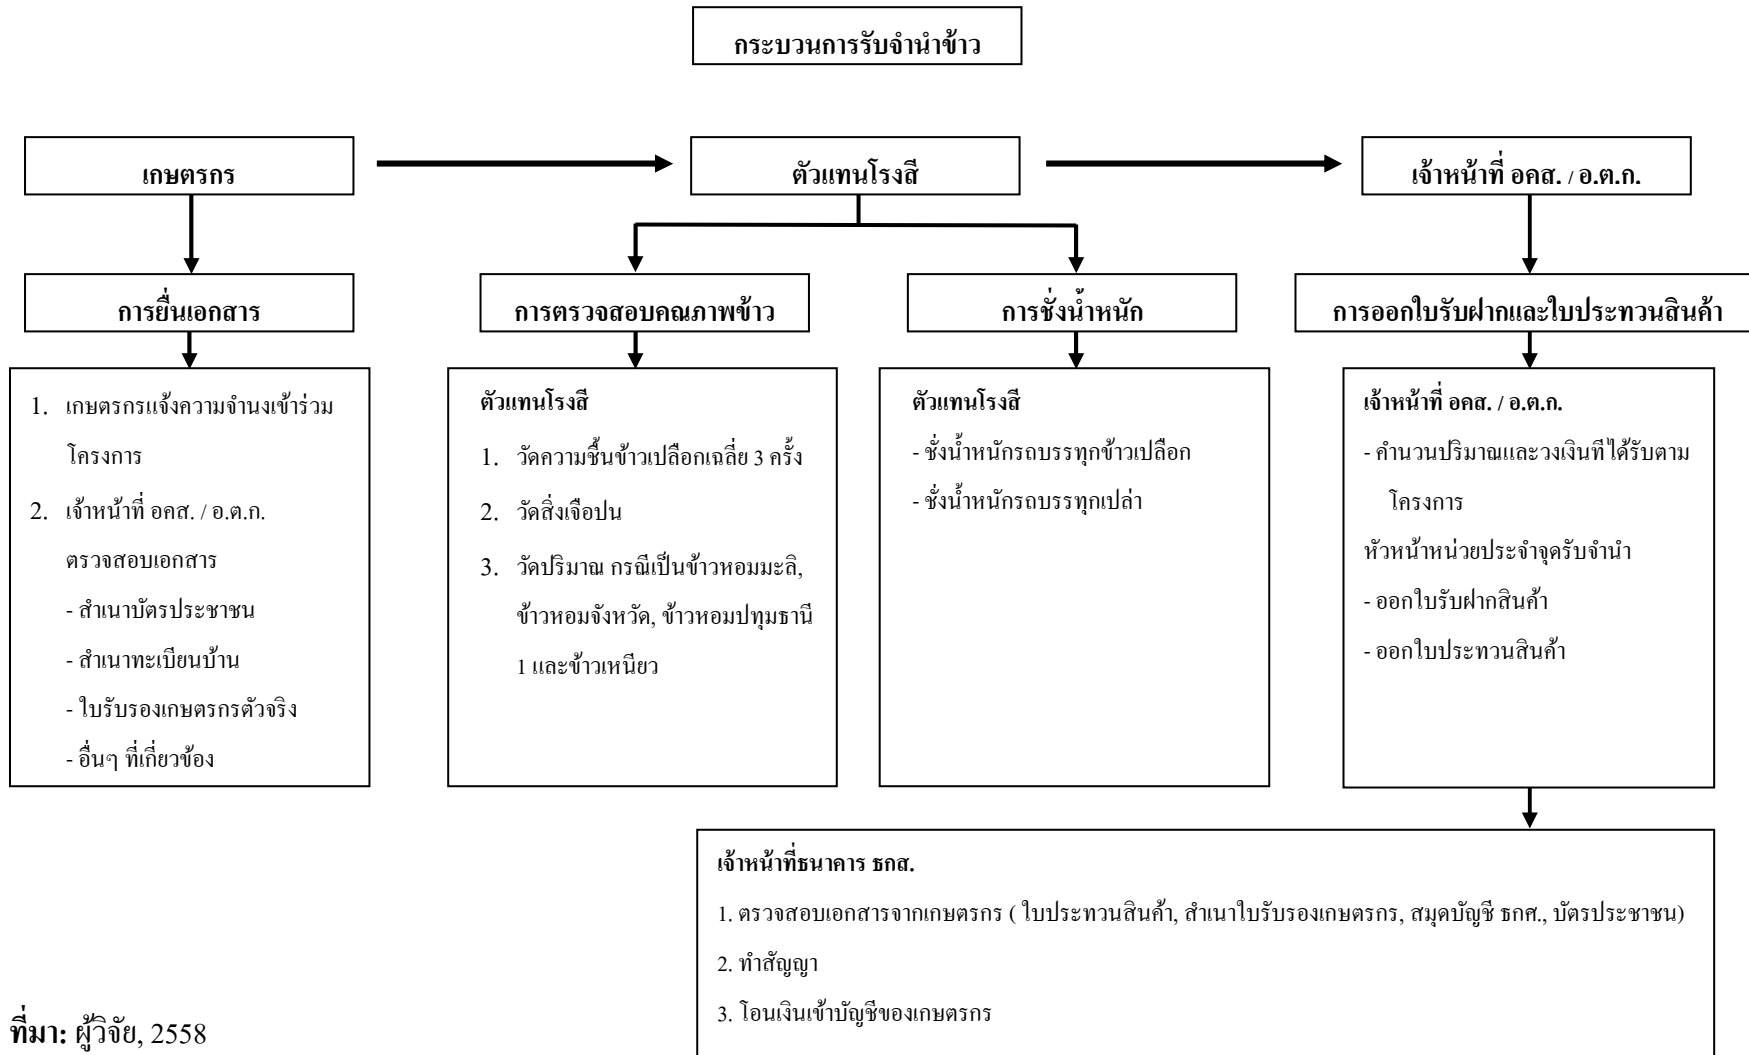 กระบวนการรับจำนำข้าว
เกษตรกร
ตัวแทนโรงสี
เจ้าหน้าที่ อคส. / อ.ต.ก.
การยื่นเอกสาร
การตรวจสอบคณภาพข้าว
การชั่งน้ำหนัก
การออกใบรับฝากและใบประทวนสินค้า
1. เกษตรกรแจ้งความจำนงเข้าร่วม
โครงการ
2. เจ้าหน้าที่ อคส. / อ.ต.ก.
ตรวจสอบเอกสาร
- สำเนาบัตรประชาชน
- สำเนาทะเบียนบ้าน
- ใบรับรองเกษตรกรตัวจริง
- อื่นๆ ที่เกี่ยวข้อง
ตัวแทนโรงสี
1. วัดความชื้นข้าวเปลือกเฉลี่ย 3 ครั้ง
2. วัดสิ่งเจือปน
3. วัดปริมาณ กรณีเป็นข้าวหอมมะลิ,
ข้าวหอมจังหวัด, ข้าวหอมปทุมธานี
1 และข้าวเหนียว
ตัวแทนโรงสี
- ชั่งน้ำหนักรถบรรทุกข้าวเปลือก
- ชั่งน้ำหนักรถบรรทุกเปล่า
เจ้าหน้าที่ อคส. / อ.ต.ก.
- คำนวนปริมาณและวงเงินทีได้รับตาม
โครงการ
หัวหน้าหน่วยประจำจุดรับจำนำ
- ออกใบรับฝากสินค้า
- ออกใบประทวนสินค้า
เจ้าหน้าที่ธนาคาร ธกส.
1. ตรวจสอบเอกสารจากเกษตรกร ( ใบประทวนสินค้า, สำเนาใบรับรองเกษตรกร, สมุดบัญชี ธกศ., บัตรประชาชน)
2. ทำสัญญา
3. โอนเงินเข้าบัญชีของเกษตรกร
ที่มา: ผู้วิจัย, 2558